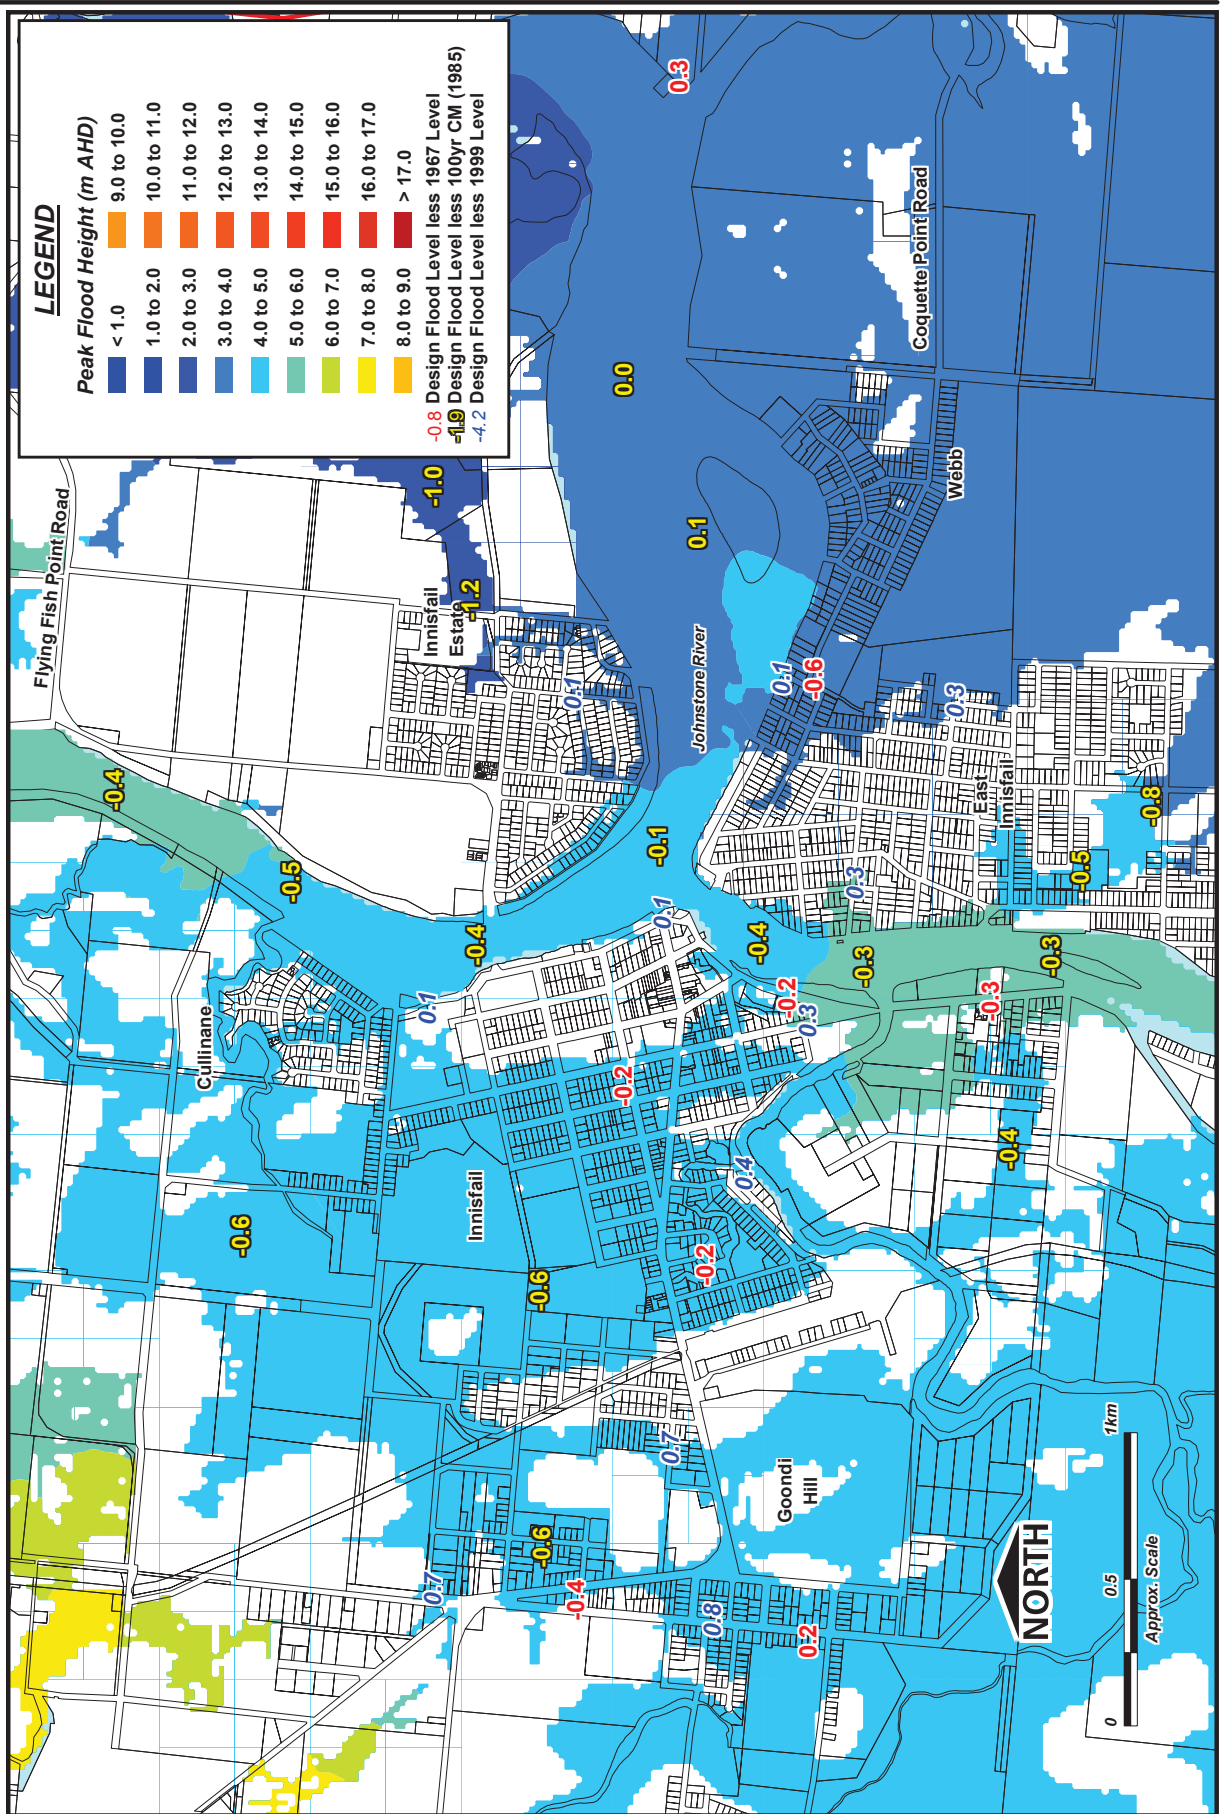 LEGEND
Peak Flood Height (m AHD)
< 1.0
1.0 to 2.0
2.0 to 3.0
3.0 to 4.0
4.0 to 5.0
5.0 to 6.0
6.0 to 7.0
7.0 to 8.0
8.0 to 9.0
9.0 to 10.0
10.0 to 11.0
11.0 to 12.0
12.0 to 13.0
13.0 to 14.0
14.0 to 15.0
15.0 to 16.0
16.0 to 17.0
> 17.0
-0.8 Design Flood Level less 1967 Level
-1.9 Design Flood Level less 100yr CM (1985)
-4.2 Design Flood Level less 1999 Level
Flying Fish Point Road
Innisfail
Estate
Cullinane
Innisfail
Johnstone River
Coquette Point Road
Webb
East
Innisfail
Goondi
Hill
-0.4
-0.5
-0.4
-0.6
-0.6
-0.6
-1.0
-1.2
0.0
0.1
-0.1
-0.4
-0.3
-0.3
-0.5
-0.8
-0.4
0.3
-0.6
-0.2
-0.2
-0.2
-0.3
-0.4
0.2
0.1
0.1
0.3
0.3
0.1
0.1
0.3
0.4
0.7
0.7
0.8
NORTH
0
0.5
1km
Approx. Scale